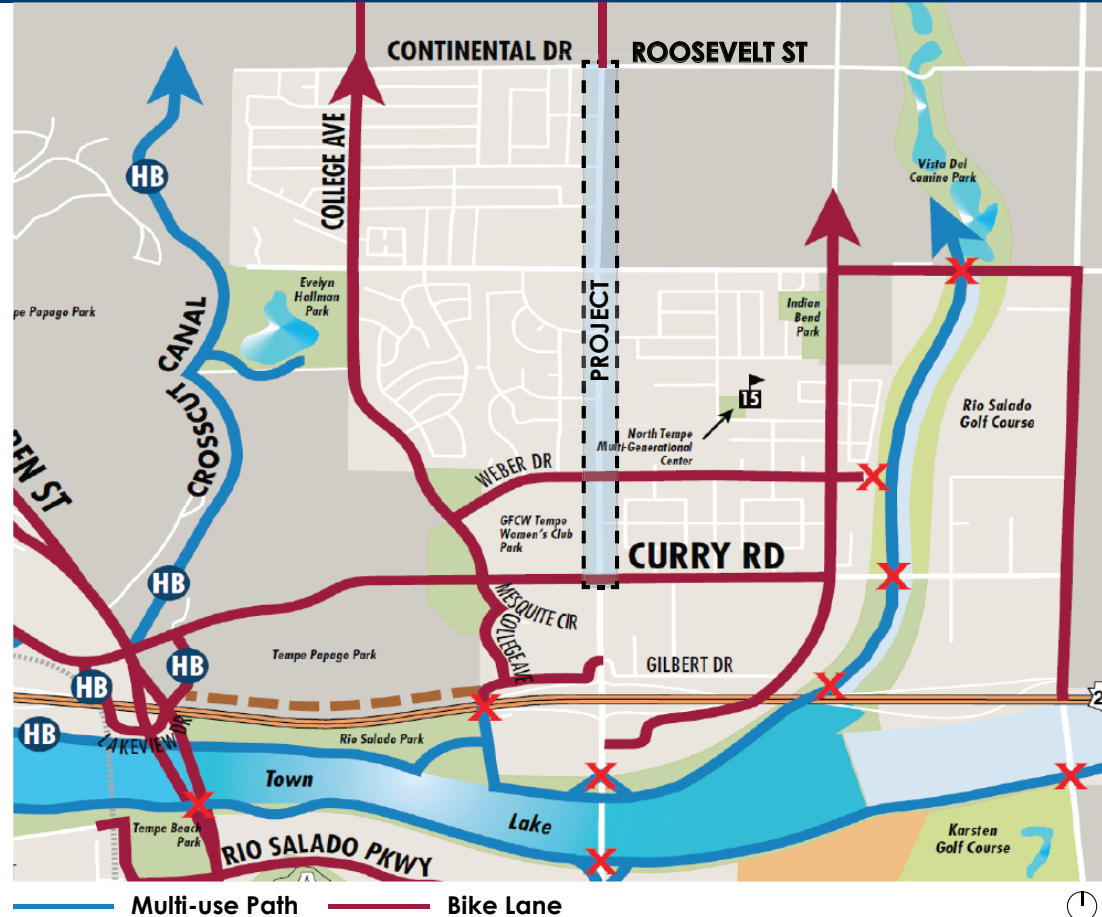 CONTINENTAL DR
ROOSEVELT ST
COLLEGE AVE
HB
Vista Del
Camino Park
Evelyn
Hallman
Park
pe Papago Park
CROSSCUT CANAL
PROJECT
Indian
Bend
Park
15
North Tempe
Multi-Generational
Center
Rio Salado
Golf Course
WEBER DR
GFCW Tempe
Women's Club
Park
CURRY RD
HB
MESQUITE CIR
COLLEGE AVE
GILBERT DR
Tempe Papago Park
HB
HB
HB
LAKEVIEW DR
Rio Salado Park
2
Town
Lake
Tempe Beach
Park
RIO SALADO PKWY
Karsten
Golf Course
Multi-use Path
Bike Lane